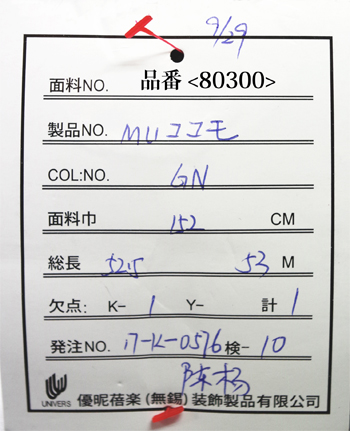 9/29
面料NO. 品番 <80300>
製品NO. MUココモ
COL:NO. GN
面料巾 152 CM
総長 52.5 53 M
欠点: K- 1 Y- 計 1
発注NO. 17-K-0576 検- 10
陈杨
UNIVERS 優昵蓓楽(無錫)装飾製品有限公司